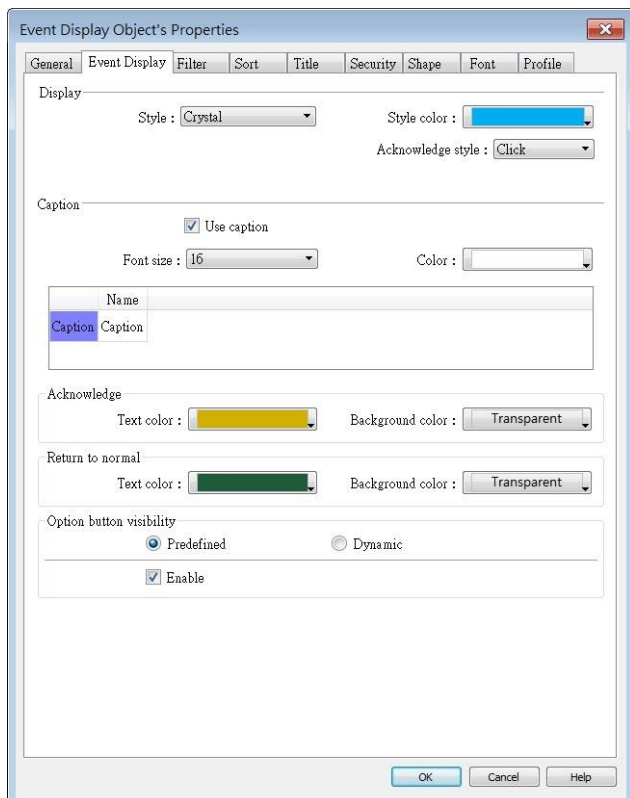 Event Display Object's Properties
General Event Display Filter Sort Title Security Shape Font Profile
Display
Style : Crystal Style color :
Acknowledge style : Click
Caption
Use caption
Font size : 16 Color :
Name
Caption Caption
Acknowledge
Text color : Background color : Transparent
Return to normal
Text color : Background color : Transparent
Option button visibility
Predefined Dynamic
Enable
OK Cancel Help